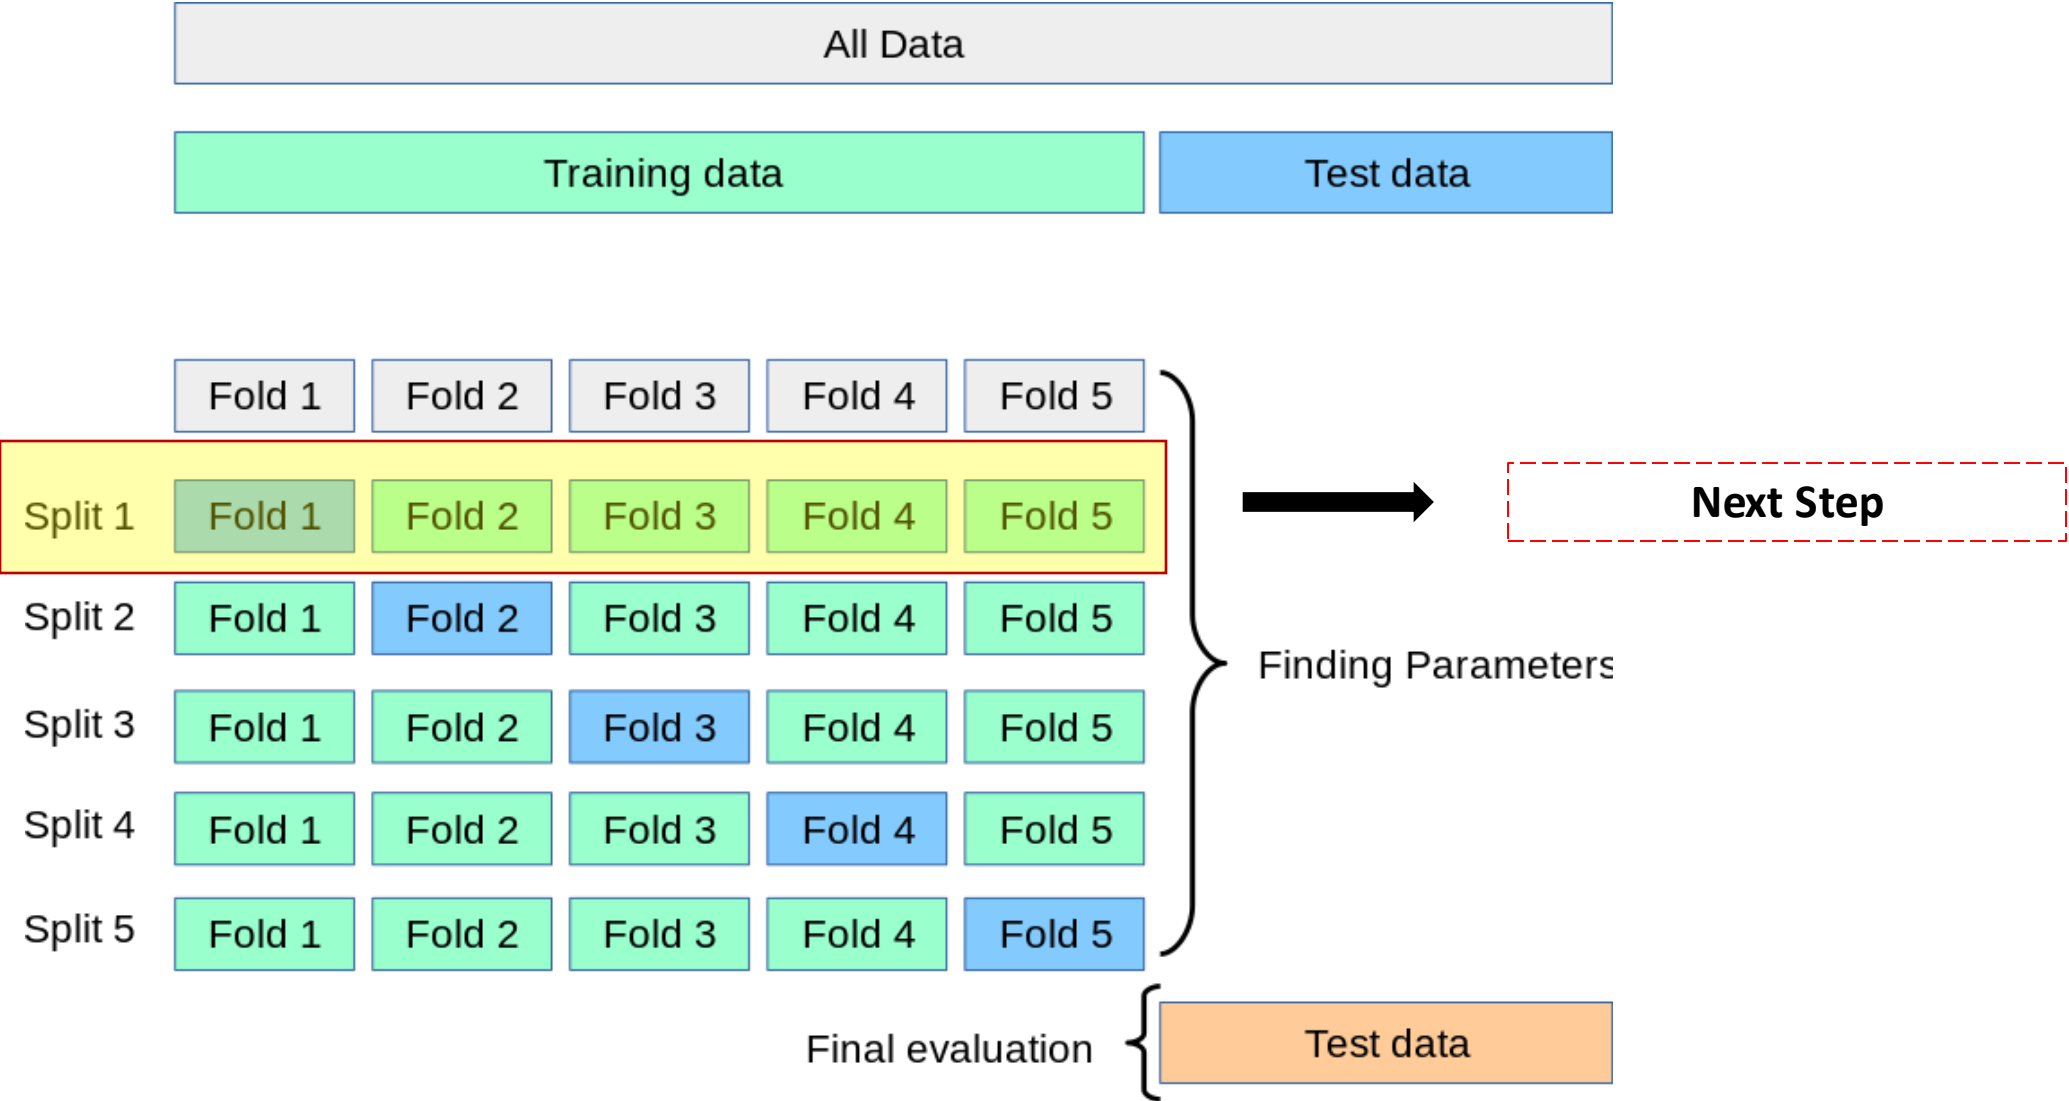 All Data
Training data Test data
Fold 1 Fold 2 Fold 3 Fold 4 Fold 5
Split 1 Fold 1 Fold 2 Fold 3 Fold 4 Fold 5
Next Step
Split 2 Fold 1 Fold 2 Fold 3 Fold 4 Fold 5
Finding Parameters
Split 3 Fold 1 Fold 2 Fold 3 Fold 4 Fold 5
Split 4 Fold 1 Fold 2 Fold 3 Fold 4 Fold 5
Split 5 Fold 1 Fold 2 Fold 3 Fold 4 Fold 5
Final evaluation Test data